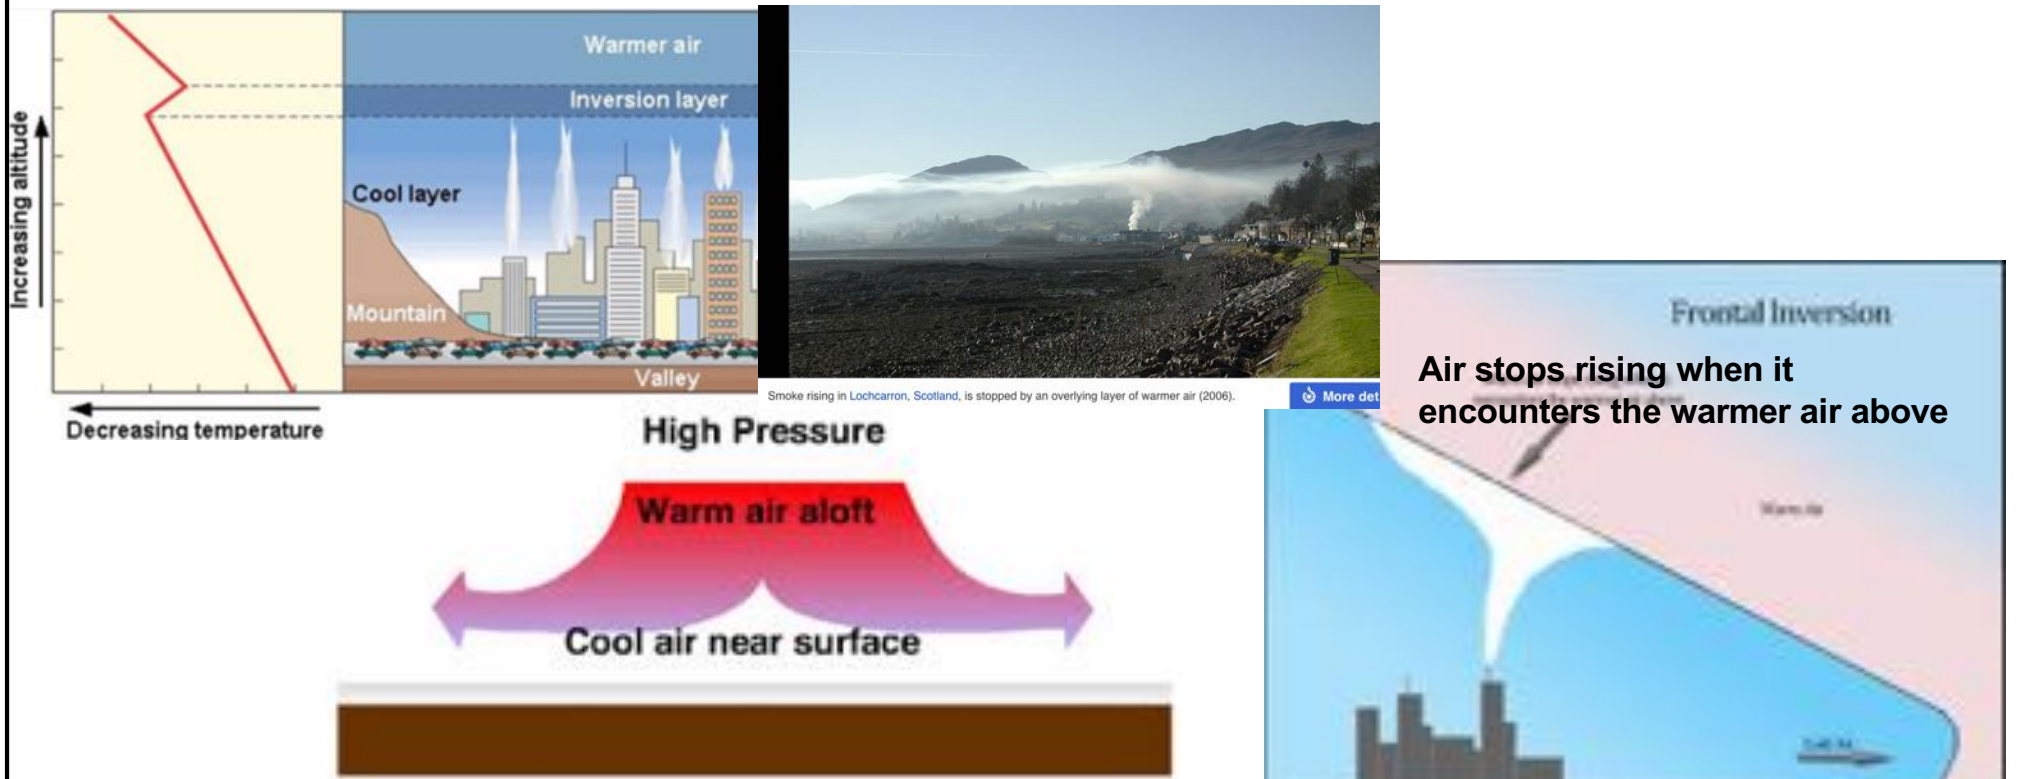 Warmer air
Inversion layer
Cool layer
Mountain
Valley
Increasing altitude
Decreasing temperature
Smoke rising in Lochcarron, Scotland, is stopped by an overlying layer of warmer air (2006).
More det
High Pressure
Warm air aloft
Cool air near surface
Frontal Inversion
Air stops rising when it
encounters the warmer air above
Warm Air